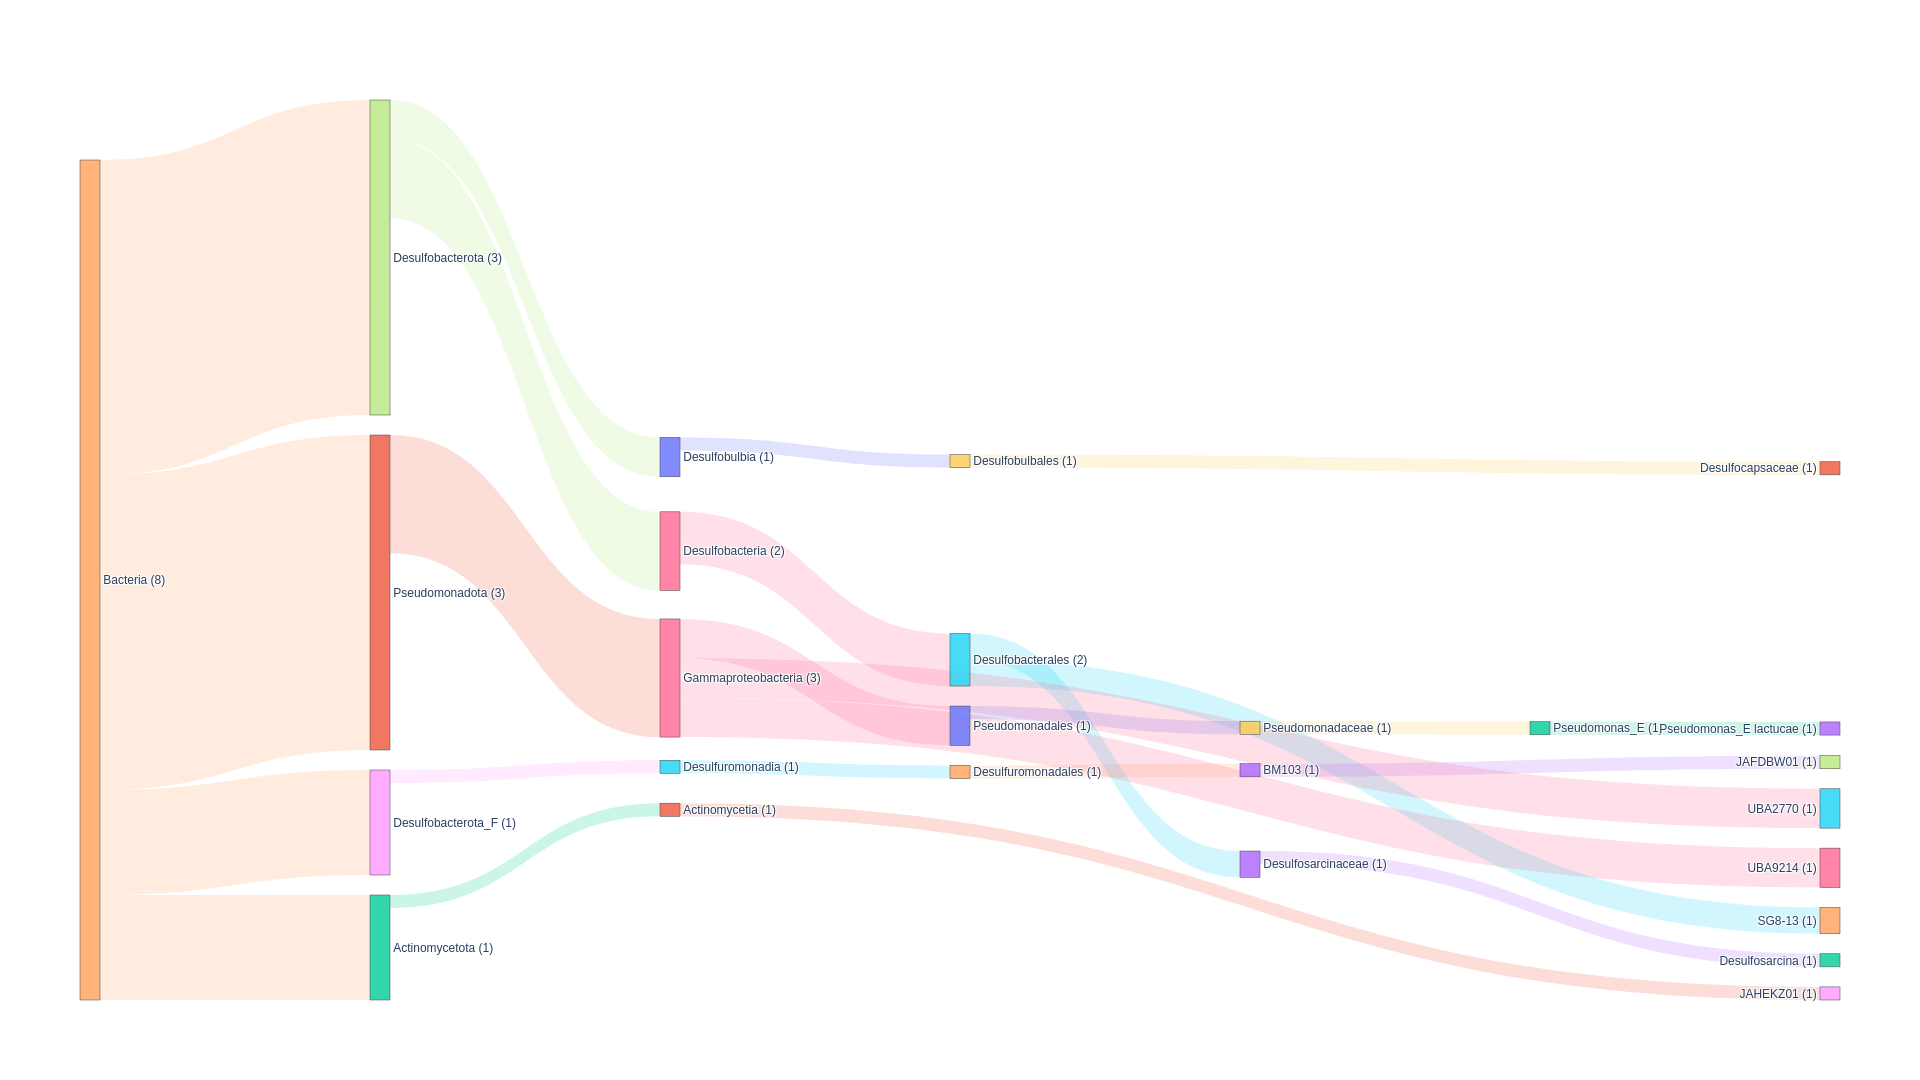 Bacteria (8)
Desulfobacterota (3)
Pseudomonadota (3)
Desulfobacterota_F (1)
Actinomycetota (1)
Desulfobulbia (1)
Desulfobacteria (2)
Gammaproteobacteria (3)
Desulfuromonadia (1)
Actinomycetia (1)
Desulfobulbales (1)
Desulfobacterales (2)
Pseudomonadales (1)
Desulfuromonadales (1)
Pseudomonadaceae (1)
BM103 (1)
Desulfosarcinaceae (1)
Pseudomonas_E (1
Desulfocapsaceae (1)
Pseudomonas_E lactucae (1)
JAFDBW01 (1)
UBA2770 (1)
UBA9214 (1)
SG8-13 (1)
Desulfosarcina (1)
JAHEKZ01 (1)